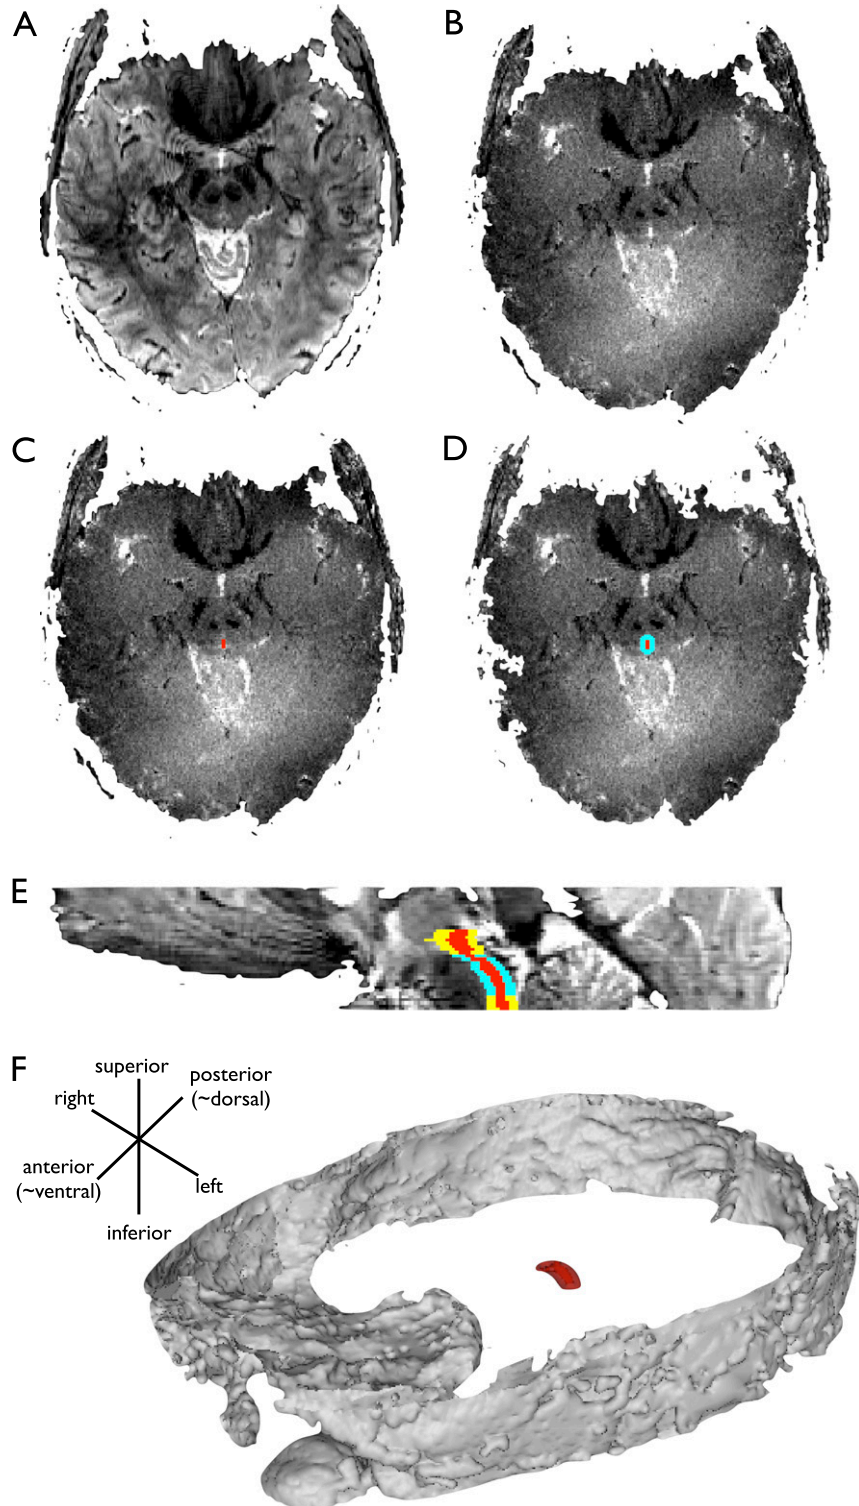 A
B
C
D
E
F
superior
posterior
(~dorsal)
right
anterior
(~ventral)
left
inferior